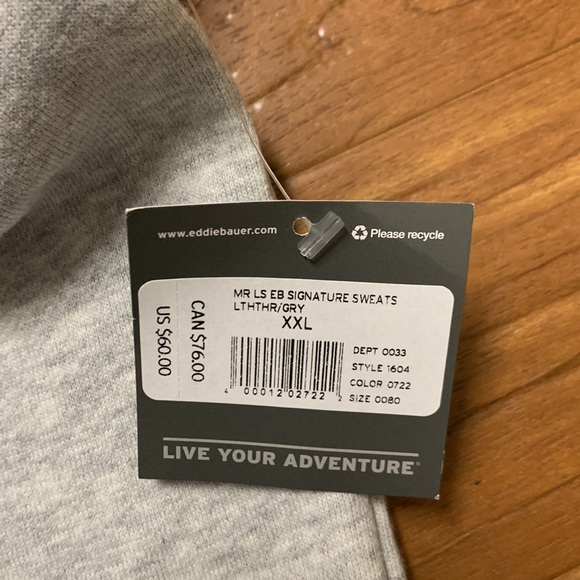 www.eddiebauer.com
Please recycle
MR LS EB SIGNATURE SWEATS
LTHTHR/GRY
XXL
CAN $76.00
US $60.00
DEPT 0033
STYLE 1604
COLOR 0722
SIZE 0080
4 00012 02722 2
LIVE YOUR ADVENTURE®